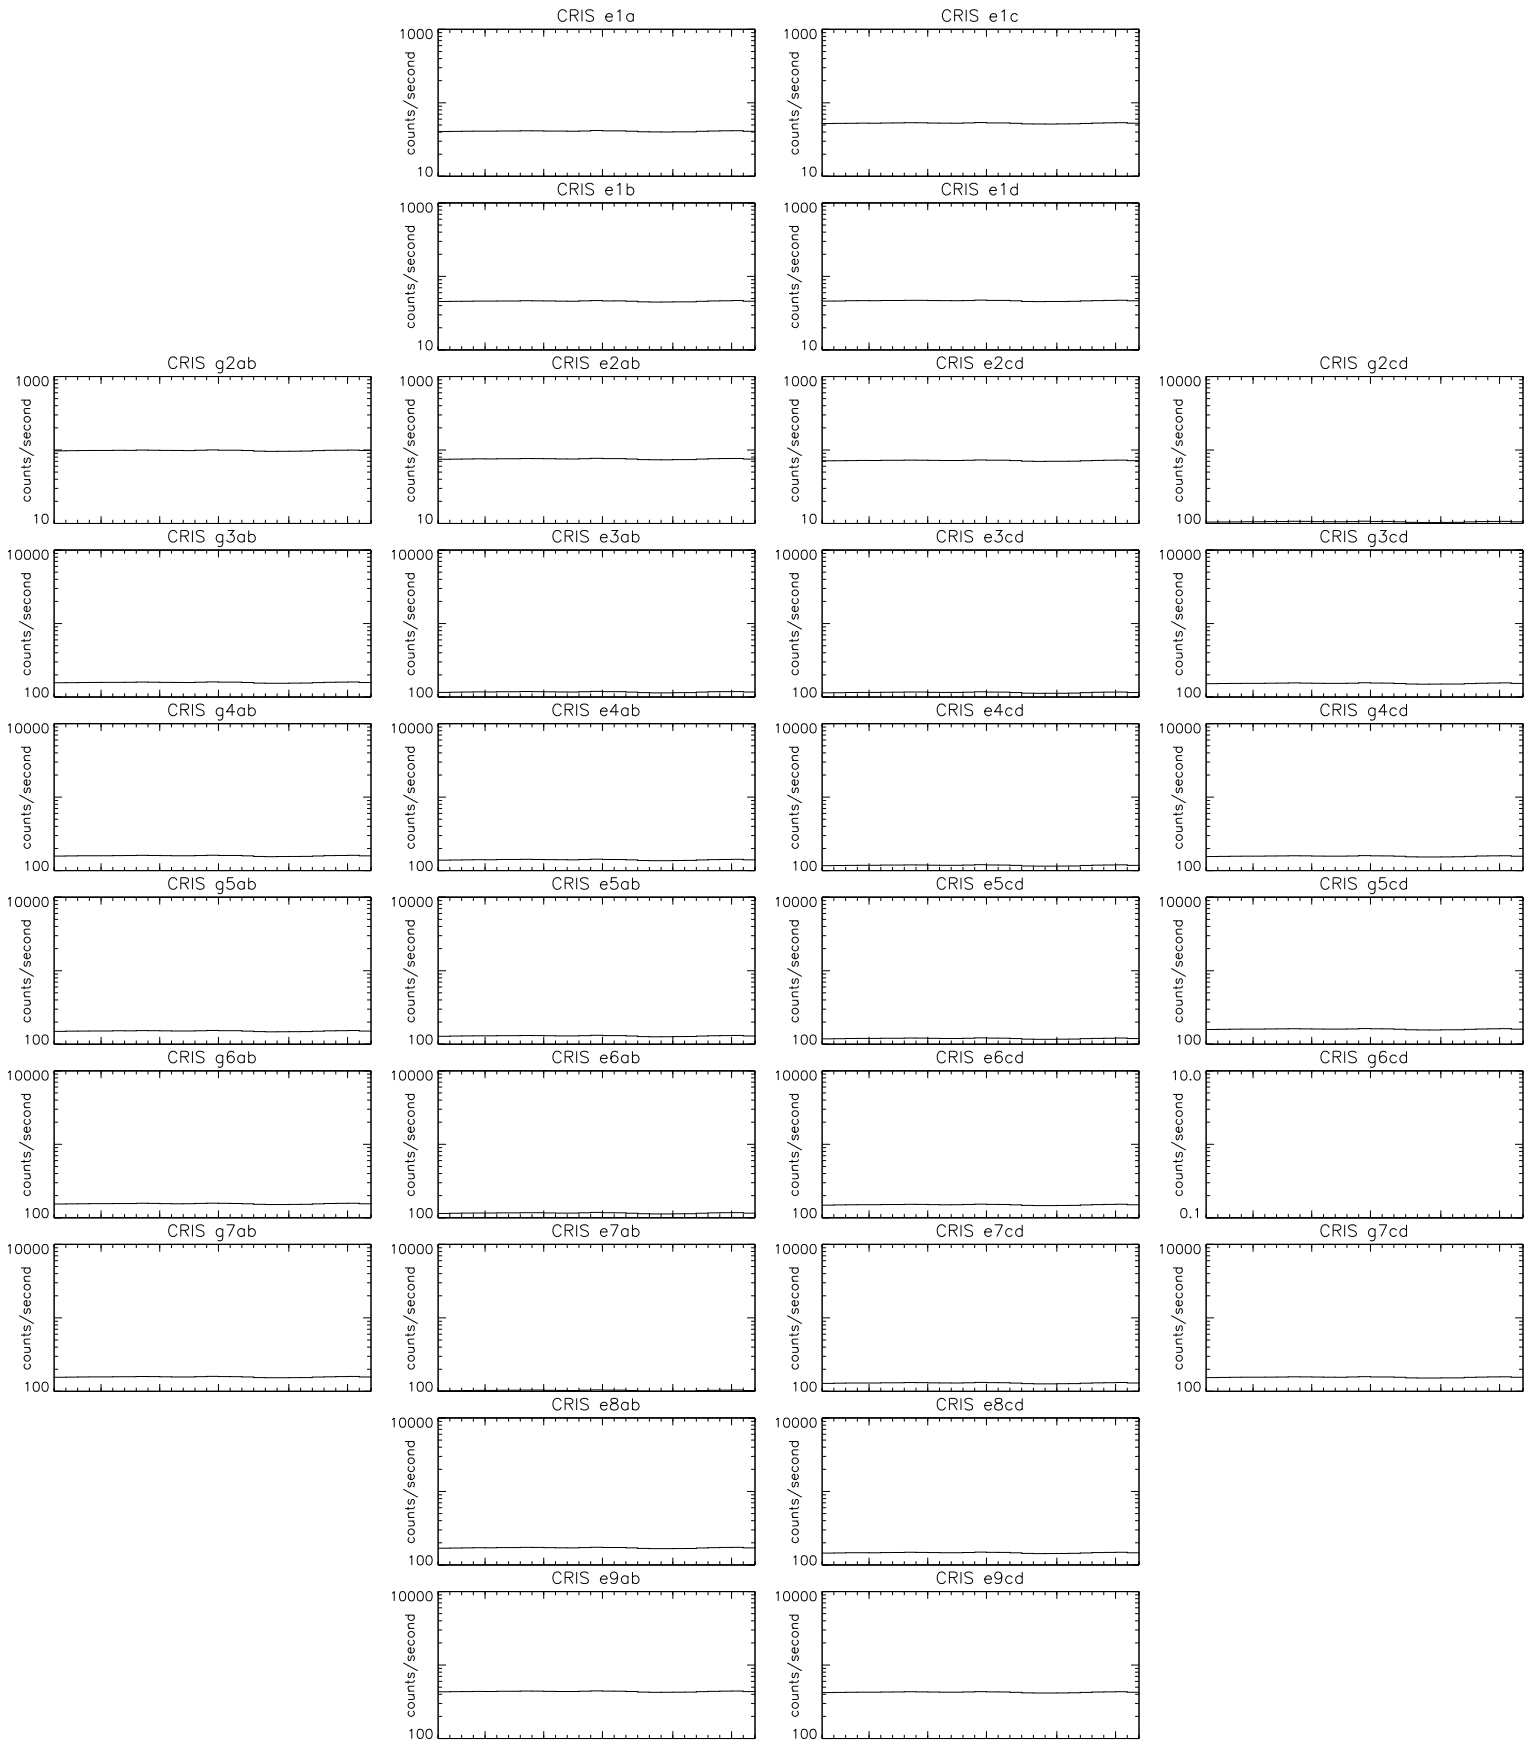 CRIS e1a
1000
counts/second
10
CRIS e1c
1000
counts/second
10
CRIS e1b
1000
counts/second
10
CRIS e1d
1000
counts/second
10
CRIS g2ab
1000
counts/second
10
CRIS e2ab
1000
counts/second
10
CRIS e2cd
1000
counts/second
10
CRIS g2cd
10000
counts/second
100
CRIS g3ab
10000
counts/second
100
CRIS e3ab
10000
counts/second
100
CRIS e3cd
10000
counts/second
100
CRIS g3cd
10000
counts/second
100
CRIS g4ab
10000
counts/second
100
CRIS e4ab
10000
counts/second
100
CRIS e4cd
10000
counts/second
100
CRIS g4cd
10000
counts/second
100
CRIS g5ab
10000
counts/second
100
CRIS e5ab
10000
counts/second
100
CRIS e5cd
10000
counts/second
100
CRIS g5cd
10000
counts/second
100
CRIS g6ab
10000
counts/second
100
CRIS e6ab
10000
counts/second
100
CRIS e6cd
10000
counts/second
100
CRIS g6cd
10.0
counts/second
0.1
CRIS g7ab
10000
counts/second
100
CRIS e7ab
10000
counts/second
100
CRIS e7cd
10000
counts/second
100
CRIS g7cd
10000
counts/second
100
CRIS e8ab
10000
counts/second
100
CRIS e8cd
10000
counts/second
100
CRIS e9ab
10000
counts/second
100
CRIS e9cd
10000
counts/second
100